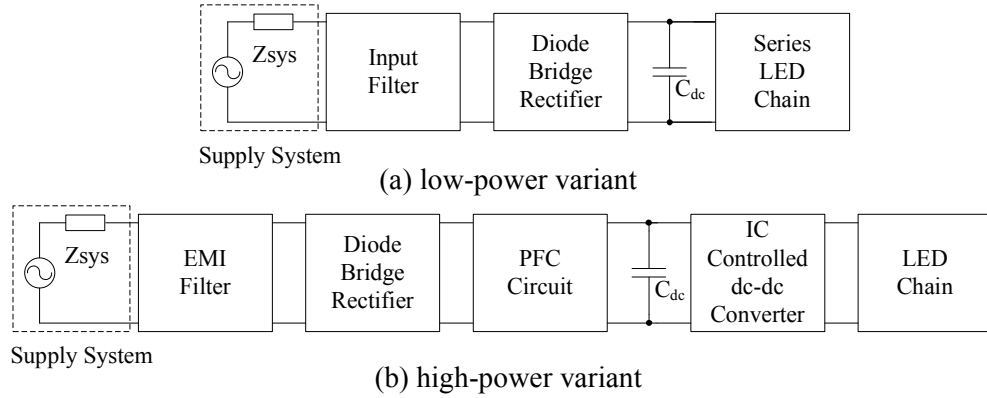 Zsys
Input
Filter
Diode
Bridge
Rectifier
Cdc
Series
LED
Chain
Supply System
(a) low-power variant
Zsys
EMI
Filter
Diode
Bridge
Rectifier
PFC
Circuit
Cdc
IC
Controlled
dc-dc
Converter
LED
Chain
Supply System
(b) high-power variant